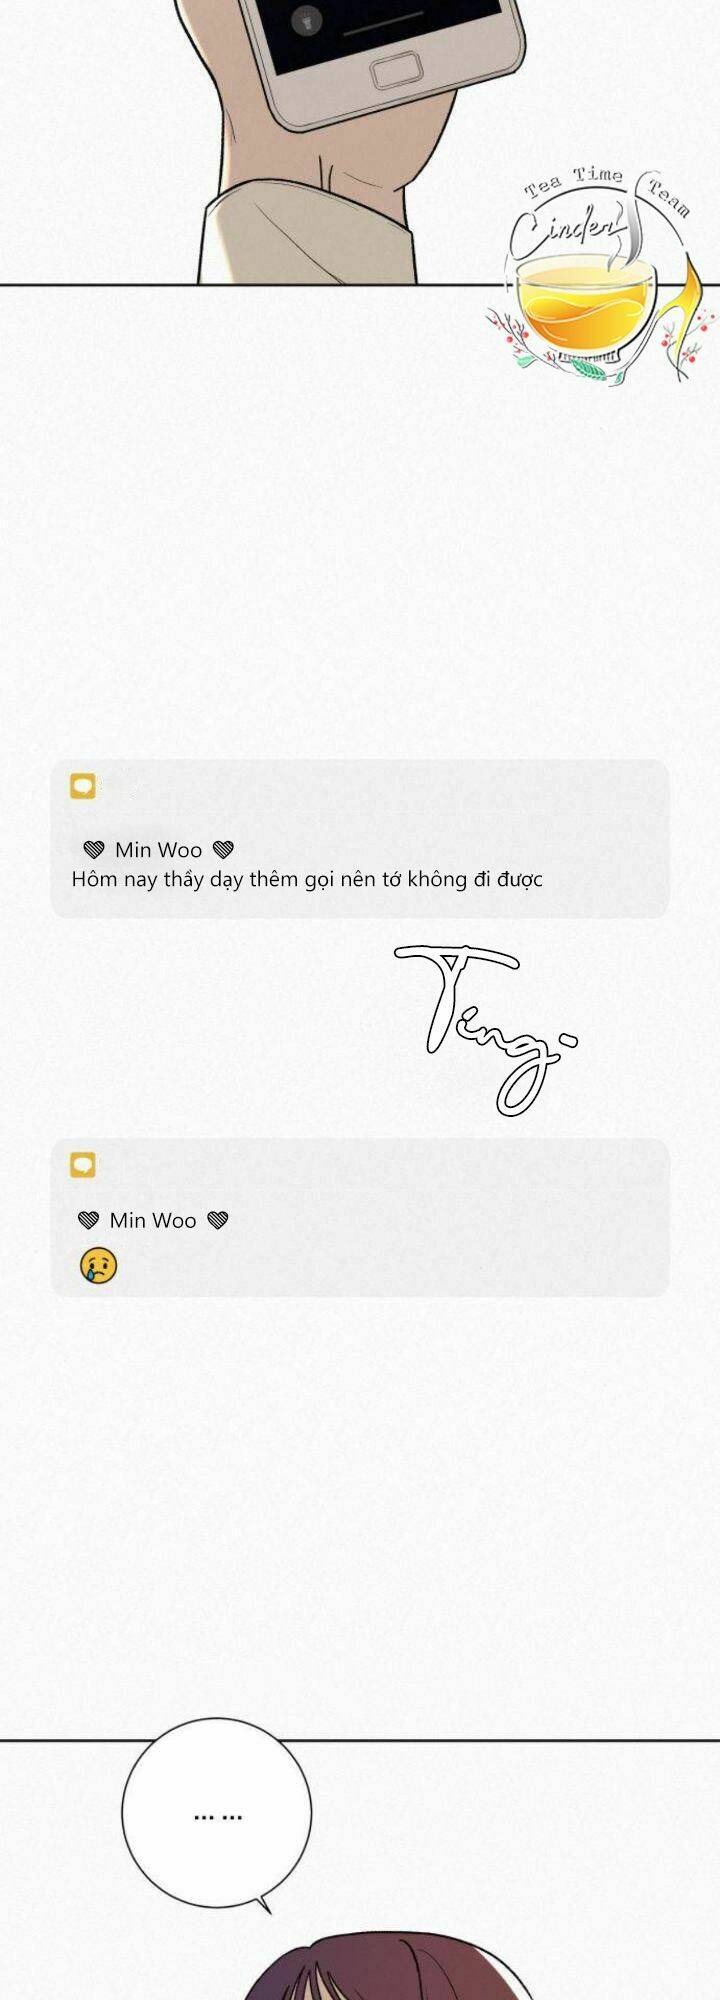 Tea Time Team
Cinder
🖤 Min Woo 🖤
Hôm nay thầy dạy thêm gọi nên tớ không đi được
Ting~
🖤 Min Woo 🖤
😢
... ...